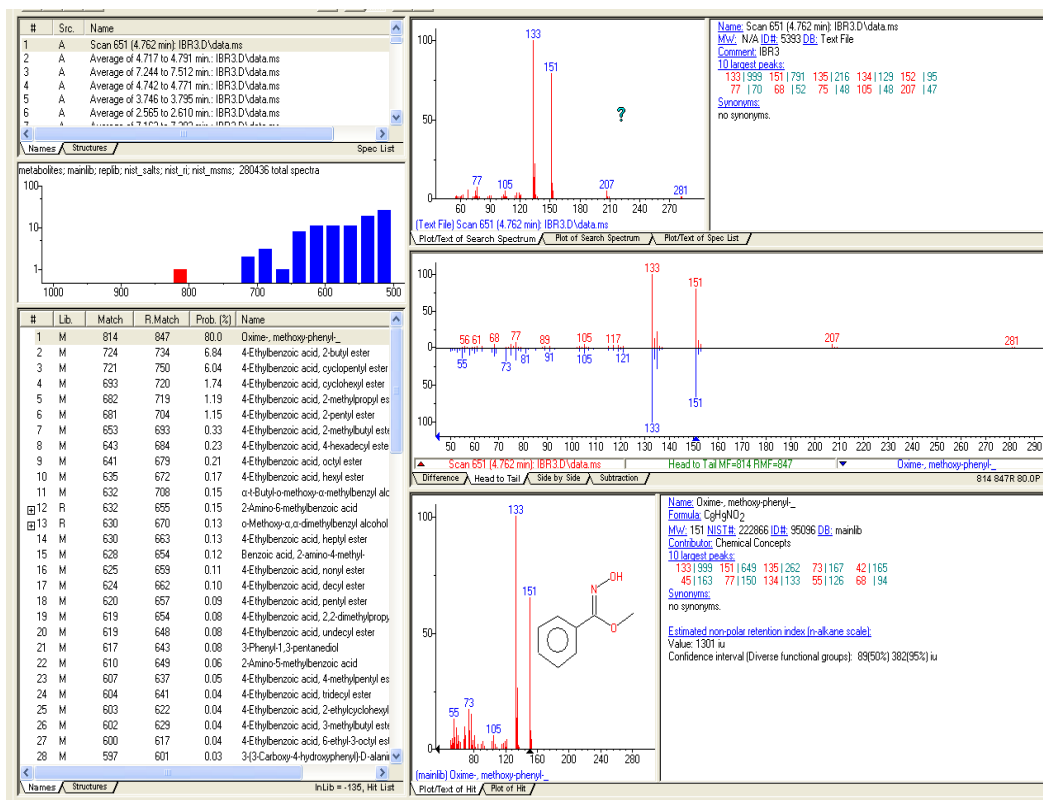 # Src. Name
1 A Scan 651 (4.762 min): IBR3.D\data.ms
2 A Average of 4.717 to 4.791 min.: IBR3.D\data.ms
3 A Average of 7.244 to 7.512 min.: IBR3.D\data.ms
4 A Average of 4.742 to 4.771 min.: IBR3.D\data.ms
5 A Average of 3.746 to 3.795 min.: IBR3.D\data.ms
6 A Average of 2.565 to 2.610 min.: IBR3.D\data.ms
Names Structures Spec List
metabolites; mainlib; replib; nist_salts; nist_ri; nist_msms; 280436 total spectra
100
10
1
1000 900 800 700 600 500
# Lib. Match R.Match Prob. (%) Name
1 M 814 847 80.0 Oxime-, methoxy-phenyl-_
2 M 724 734 6.84 4-Ethylbenzoic acid, 2-butyl ester
3 M 721 750 6.04 4-Ethylbenzoic acid, cyclopentyl ester
4 M 693 720 1.74 4-Ethylbenzoic acid, cyclohexyl ester
5 M 682 719 1.19 4-Ethylbenzoic acid, 2-methylpropyl es
6 M 681 704 1.15 4-Ethylbenzoic acid, 2-pentyl ester
7 M 653 693 0.33 4-Ethylbenzoic acid, 2-methylbutyl este
8 M 643 684 0.23 4-Ethylbenzoic acid, 4-hexadecyl ester
9 M 641 679 0.21 4-Ethylbenzoic acid, octyl ester
10 M 635 672 0.17 4-Ethylbenzoic acid, hexyl ester
11 M 632 708 0.15 α-t-Butyl-o-methoxy-α-methylbenzyl alc
12 R 632 655 0.15 2-Amino-6-methylbenzoic acid
13 R 630 670 0.13 o-Methoxy-α,α-dimethylbenzyl alcohol
14 M 630 663 0.13 4-Ethylbenzoic acid, heptyl ester
15 M 628 654 0.12 Benzoic acid, 2-amino-4-methyl-
16 M 625 659 0.11 4-Ethylbenzoic acid, nonyl ester
17 M 624 662 0.10 4-Ethylbenzoic acid, decyl ester
18 M 620 657 0.09 4-Ethylbenzoic acid, pentyl ester
19 M 619 654 0.08 4-Ethylbenzoic acid, 2,2-dimethylpropy
20 M 619 648 0.08 4-Ethylbenzoic acid, undecyl ester
21 M 617 643 0.08 3-Phenyl-1,3-pentanediol
22 M 610 649 0.06 2-Amino-5-methylbenzoic acid
23 M 607 637 0.05 4-Ethylbenzoic acid, 4-methylpentyl es
24 M 604 641 0.04 4-Ethylbenzoic acid, tridecyl ester
25 M 603 622 0.04 4-Ethylbenzoic acid, 2-ethylcyclohexyl
26 M 602 629 0.04 4-Ethylbenzoic acid, 3-methylbutyl este
27 M 600 617 0.04 4-Ethylbenzoic acid, 6-ethyl-3-octyl est
28 M 597 601 0.03 3-(3-Carboxy-4-hydroxyphenyl)-D-alanir
Names Structures InLib = -135, Hit List
100
50
0
133
151
77
105
207
281
?
60 90 120 150 180 210 240 270
(Text File) Scan 651 (4.762 min): IBR3.D\data.ms
Plot/Text of Search Spectrum Plot of Search Spectrum Plot/Text of Spec List
Name: Scan 651 (4.762 min): IBR3.D\data.ms
MW: N/A ID#: 5393 DB: Text File
Comment: IBR3
10 largest peaks:
133|999 151|791 135|216 134|129 152|95
77|70 68|52 75|48 105|48 207|47
Synonyms:
no synonyms.
100
50
0
50
100
133
151
56 61 68 77 89 105 117 207 281
55 73 81 91 105 121
151
133
50 60 70 80 90 100 110 120 130 140 150 160 170 180 190 200 210 220 230 240 250 260 270 280 290
Scan 651 (4.762 min): IBR3.D\data.ms Head to Tail MF=814 RMF=847 Oxime-, methoxy-phenyl-_
Difference Head to Tail Side by Side Subtraction 814 847R 80.0P
100
50
0
133
151
55
73
105
N OH
O
80 120 160 200 240 280
(mainlib) Oxime-, methoxy-phenyl-_
Plot/Text of Hit Plot of Hit
Name: Oxime-, methoxy-phenyl-_
Formula: C8H9NO2
MW: 151 NIST#: 222866 ID#: 95096 DB: mainlib
Contributor: Chemical Concepts
10 largest peaks:
133|999 151|649 135|262 73|167 42|165
45|163 77|150 134|133 55|126 68|94
Synonyms:
no synonyms.
Estimated non-polar retention index (n-alkane scale):
Value: 1301 iu
Confidence interval (Diverse functional groups): 89(50%) 382(95%) iu